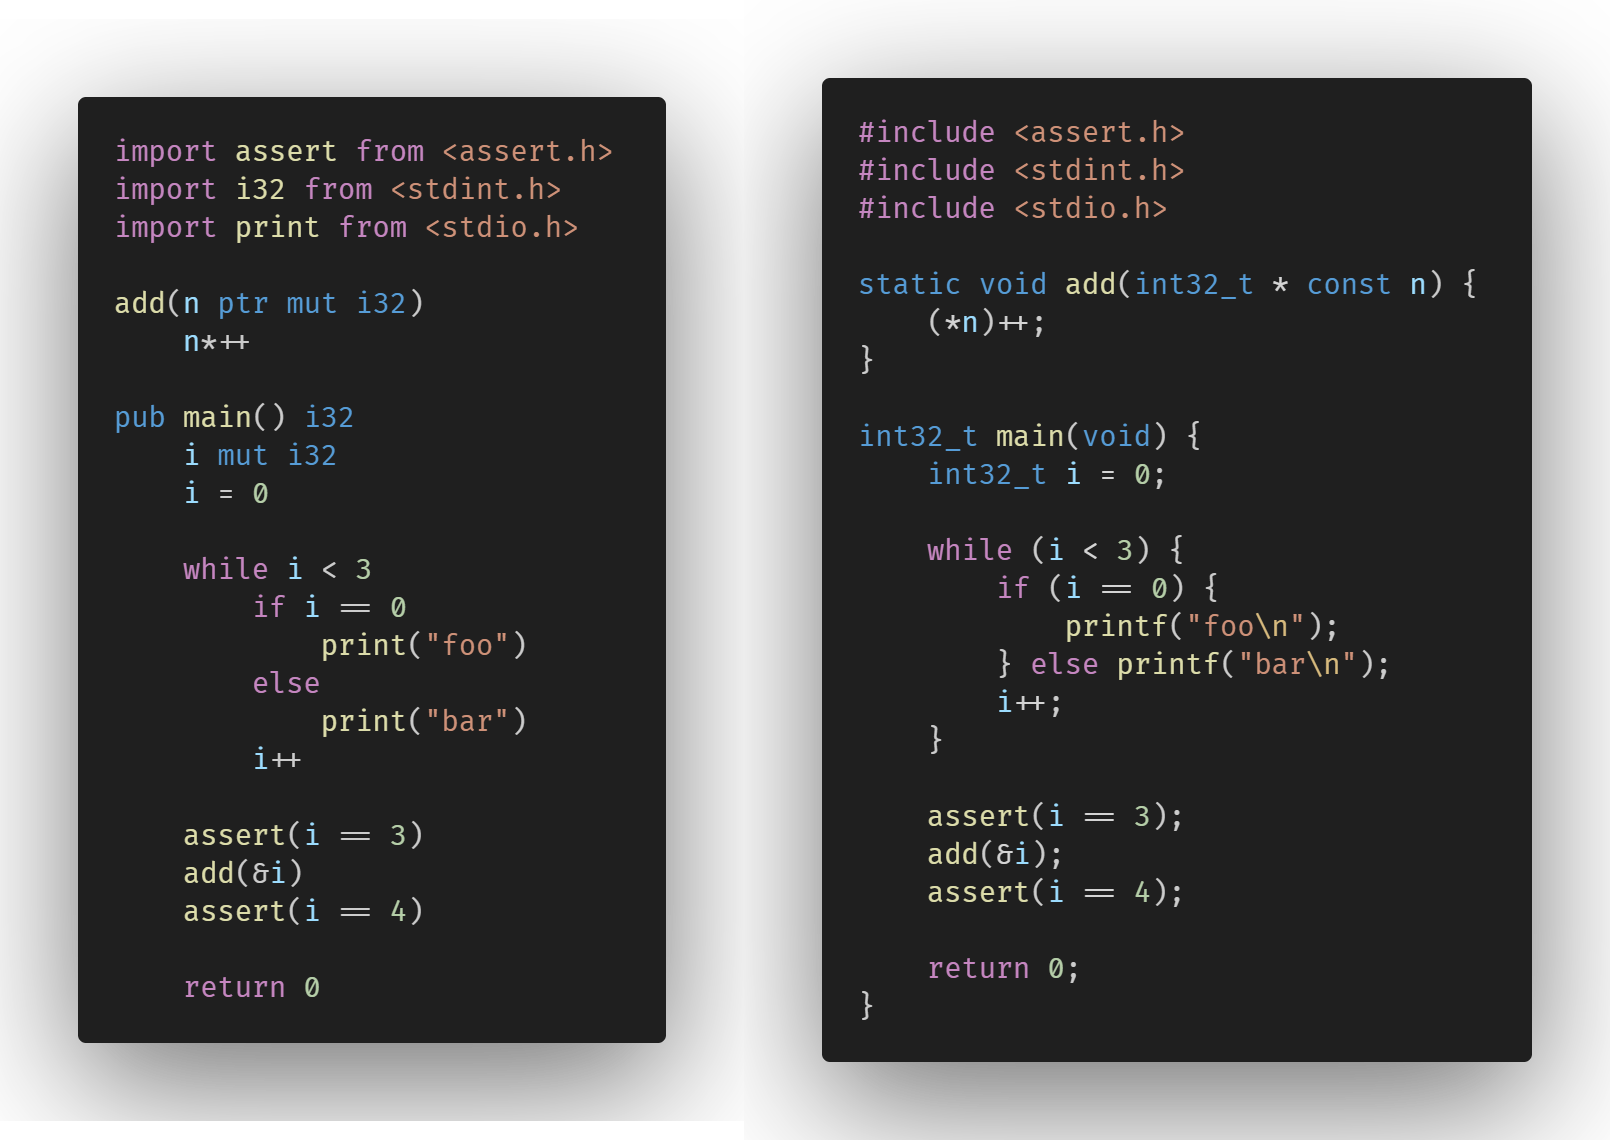 import assert from <assert.h>
import i32 from <stdint.h>
import print from <stdio.h>

add(n ptr mut i32)
    n*++

pub main() i32
    i mut i32
    i = 0

    while i < 3
        if i == 0
            print("foo")
        else
            print("bar")
        i++

    assert(i == 3)
    add(&i)
    assert(i == 4)

    return 0

#include <assert.h>
#include <stdint.h>
#include <stdio.h>

static void add(int32_t * const n) {
    (*n)++;
}

int32_t main(void) {
    int32_t i = 0;

    while (i < 3) {
        if (i == 0) {
            printf("foo\n");
        } else printf("bar\n");
        i++;
    }

    assert(i == 3);
    add(&i);
    assert(i == 4);

    return 0;
}